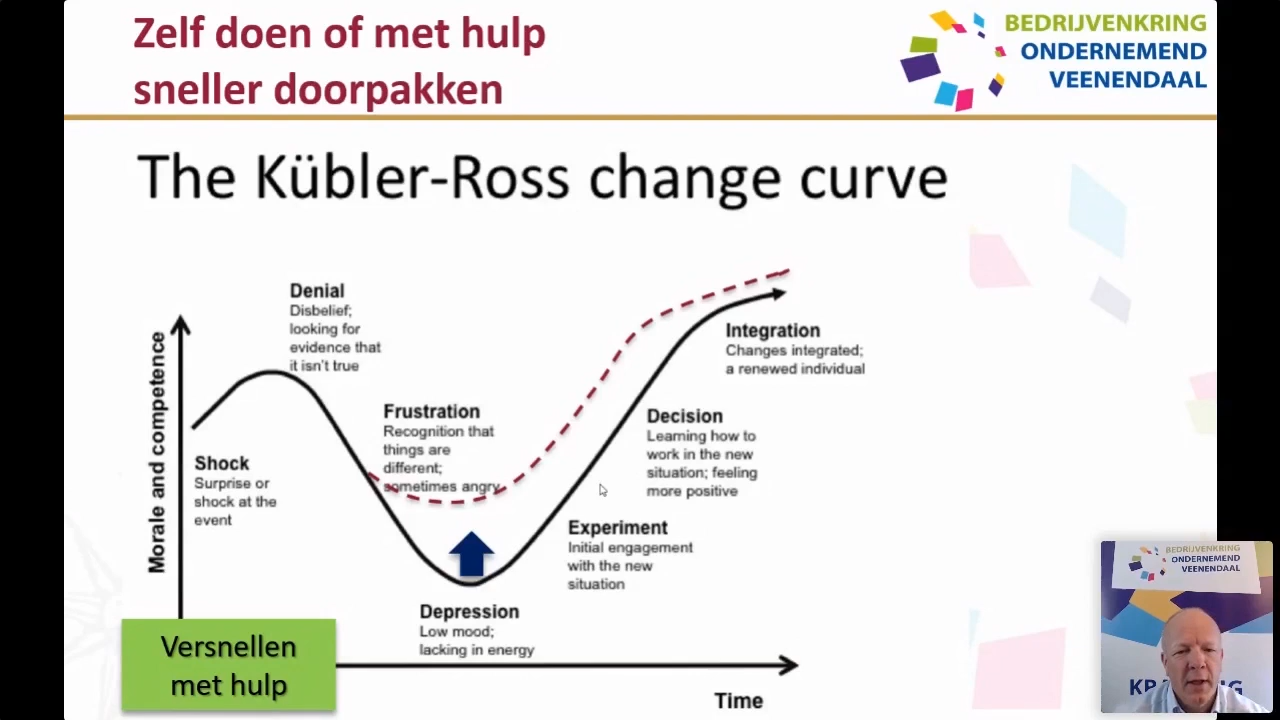 Zelf doen of met hulp
sneller doorpakken
BEDRIJVENKRING
ONDERNEMEND
VEENENDAAL
The Kübler-Ross change curve
Morale and competence
Denial
Disbelief;
looking for
evidence that
it isn't true
Shock
Surprise or
shock at the
event
Frustration
Recognition that
things are
different;
sometimes angry
Depression
Low mood;
lacking in energy
Experiment
Initial engagement
with the new
situation
Decision
Learning how to
work in the new
situation; feeling
more positive
Integration
Changes integrated;
a renewed individual
Time
Versnellen
met hulp
BEDRIJVENKRING
ONDERNEMEND
VEENENDAAL